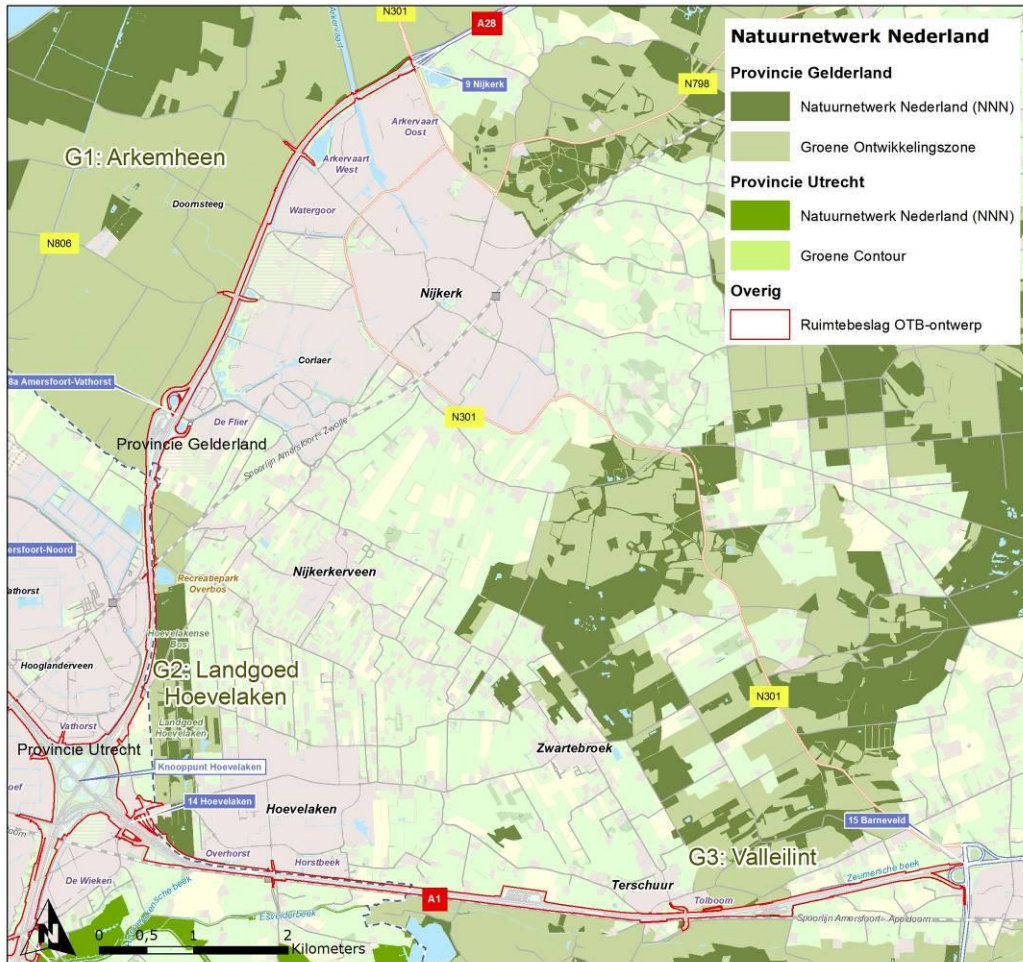 N301
A28
Arkervaart
9 Nijkerk
N798
Natuurnetwerk Nederland
Provincie Gelderland
Natuurnetwerk Nederland (NNN)
Groene Ontwikkelingszone
Provincie Utrecht
Natuurnetwerk Nederland (NNN)
Groene Contour
Overig
Ruimtebeslag OTB-ontwerp
Arkervaart
Oost
G1: Arkemheen
Arkervaart
West
Doornsteeg
Watergoor
N806
Nijkerk
Corlaer
8a Amersfoort-Vathorst
De Flier
N301
Provincie Gelderland
Spoorlijn Amersfoort - Zwolle
ersfoort-Noord
Nijkerkerveen
Recreatiepark
Overbos
athorst
Hoevelakense
Bos
Hooglanderveen
G2: Landgoed
Hoevelaken
N301
Landgoed
Hoevelaken
Vathorst
Provincie Utrecht
Zwartebroek
Knooppunt Hoevelaken
oef
14 Hoevelaken
Hoevelaken
15 Barneveld
Overhorst
G3: Valleilint
Horstbeek
Zeumersche beek
De Wieken
Terschuur
Tolboom
A1
Esvelderbeek
Spoorlijn Amersfoort - Apeldoorn
N
0 0,5 1 2
Kilometers